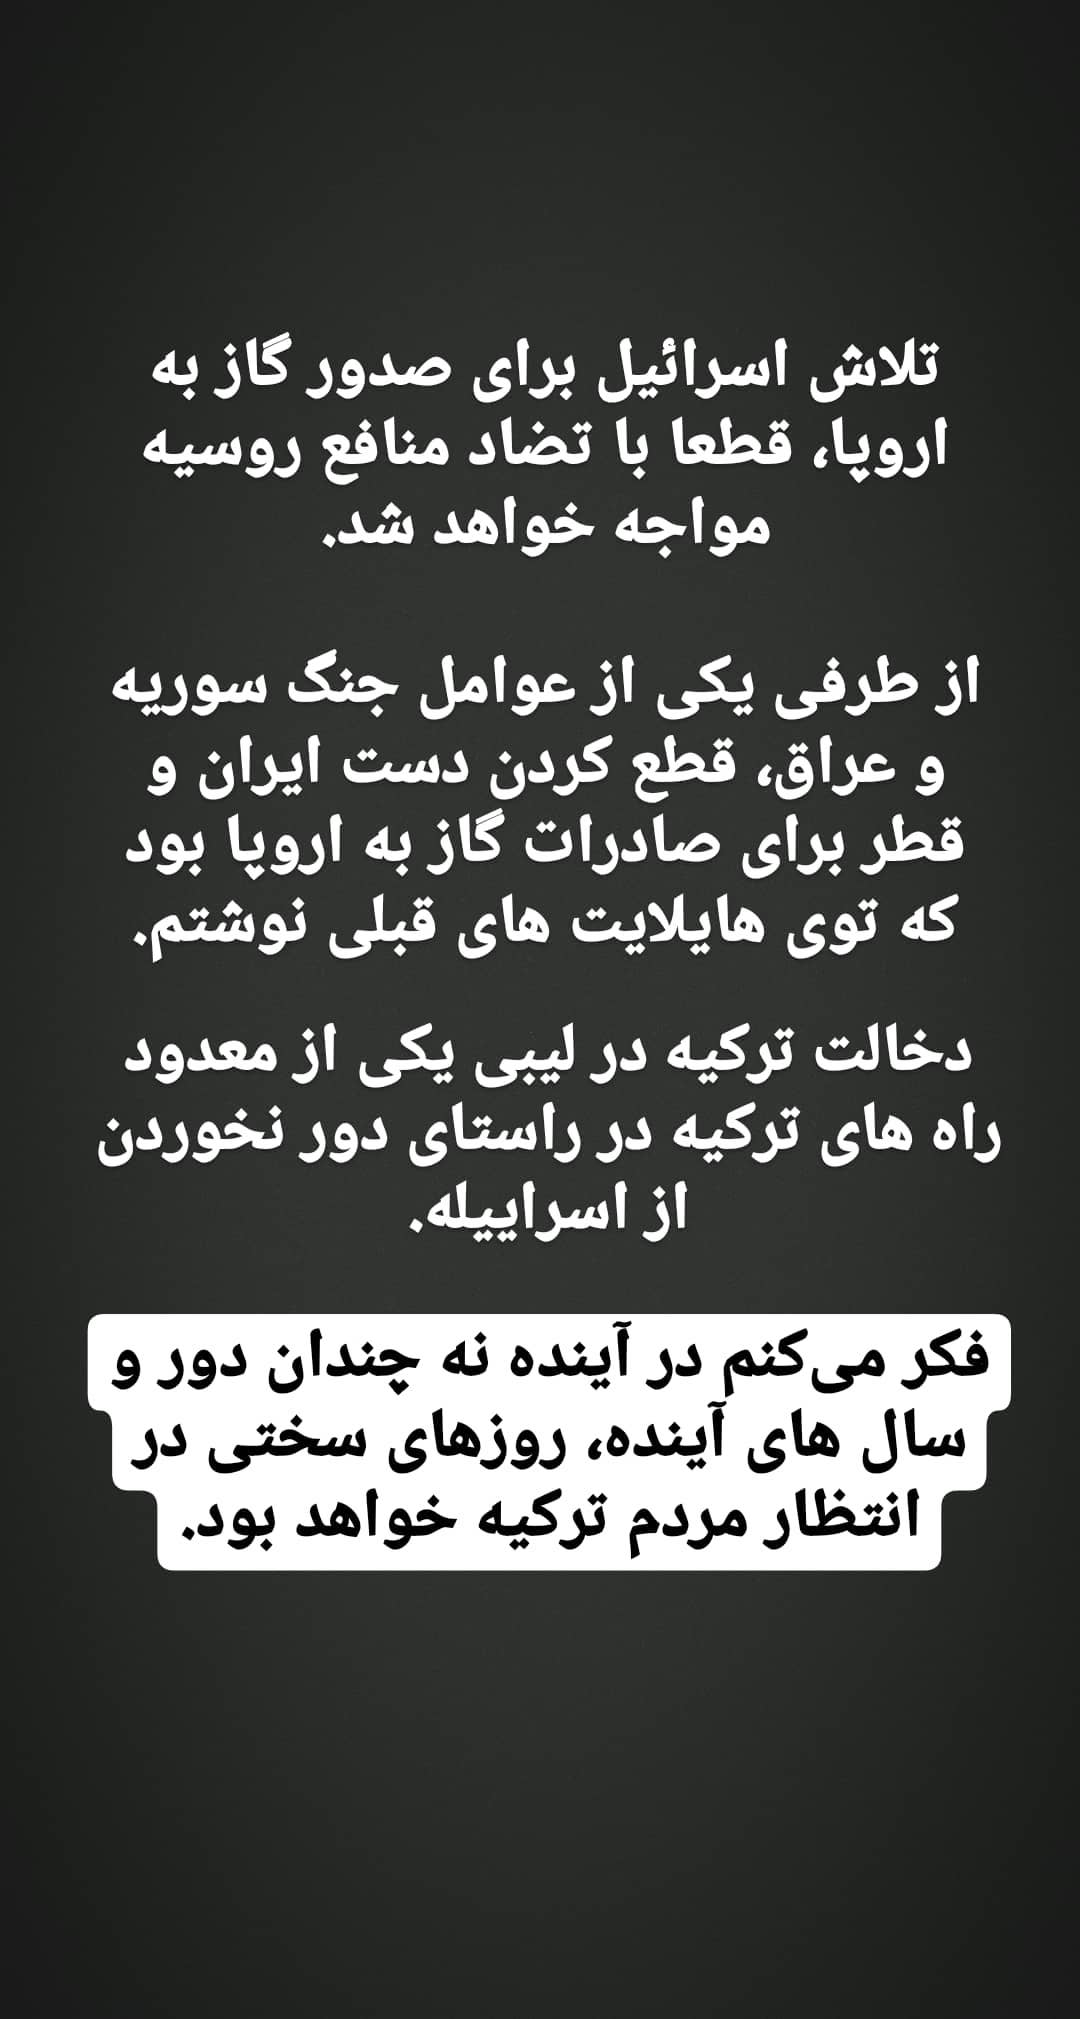 تلاش اسرائیل برای صدور گاز به
اروپا، قطعا با تضاد منافع روسیه
مواجه خواهد شد.
از طرفی یکی از عوامل جنگ سوریه
و عراق، قطع کردن دست ایران و
قطر برای صادرات گاز به اروپا بود
که توی هایلایت های قبلی نوشتم.
دخالت ترکیه در لیبی یکی از معدود
راه های ترکیه در راستای دور نخوردن
از اسراییله.
فکر می‌کنم در آینده نه چندان دور و
سال های آینده، روزهای سختی در
انتظار مردم ترکیه خواهد بود.